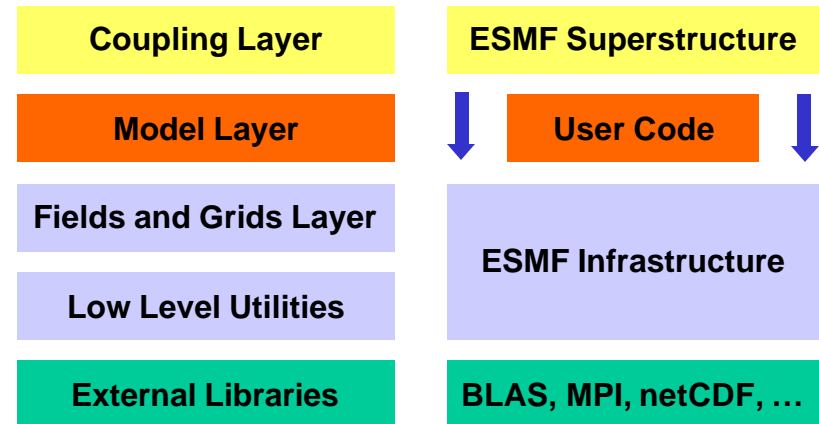 Coupling Layer
ESMF Superstructure
Model Layer
User Code
Fields and Grids Layer
ESMF Infrastructure
Low Level Utilities
External Libraries
BLAS, MPI, netCDF, …